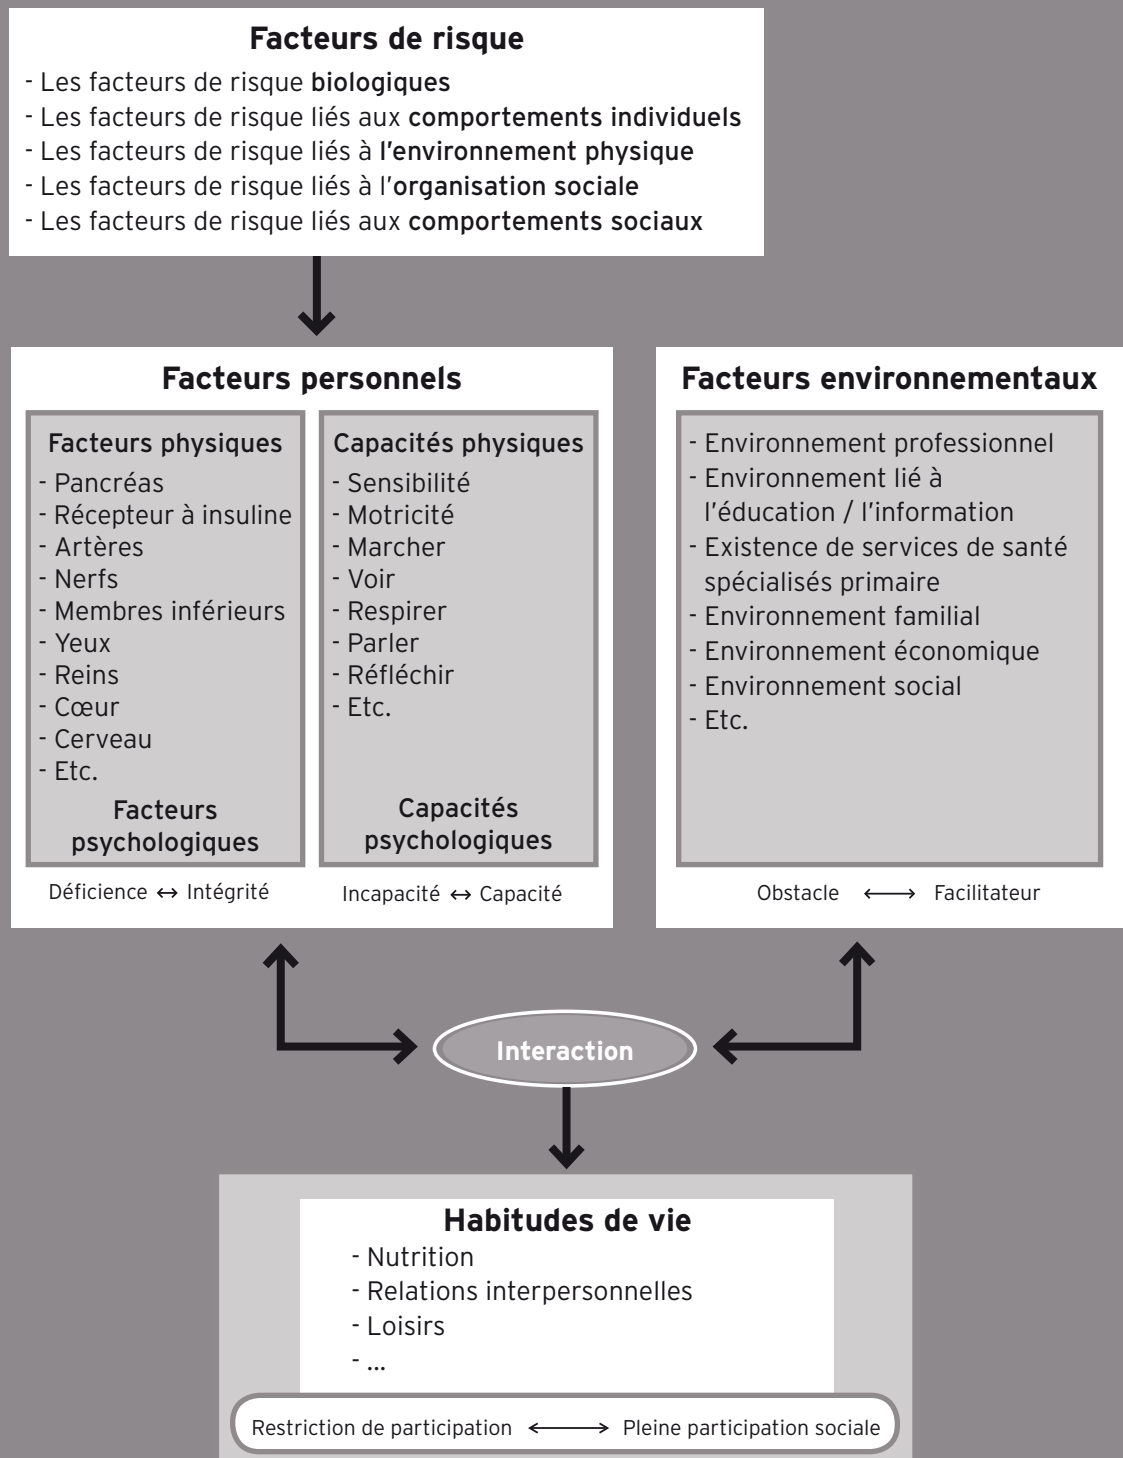 Facteurs de risque
- Les facteurs de risque biologiques
- Les facteurs de risque liés aux comportements individuels
- Les facteurs de risque liés à l'environnement physique
- Les facteurs de risque liés à l'organisation sociale
- Les facteurs de risque liés aux comportements sociaux
Facteurs personnels
Facteurs physiques
- Pancréas
- Récepteur à insuline
- Artères
- Nerfs
- Membres inférieurs
- Yeux
- Reins
- Cœur
- Cerveau
- Etc.
Facteurs
psychologiques
Déficience ↔ Intégrité
Capacités physiques
- Sensibilité
- Motricité
- Marcher
- Voir
- Respirer
- Parler
- Réfléchir
- Etc.
Capacités
psychologiques
Incapacité ↔ Capacité
Facteurs environnementaux
- Environnement professionnel
- Environnement lié à
l'éducation / l'information
- Existence de services de santé
spécialisés primaire
- Environnement familial
- Environnement économique
- Environnement social
- Etc.
Obstacle ↔ Facilitateur
Interaction
Habitudes de vie
- Nutrition
- Relations interpersonnelles
- Loisirs
- ...
Restriction de participation ↔ Pleine participation sociale